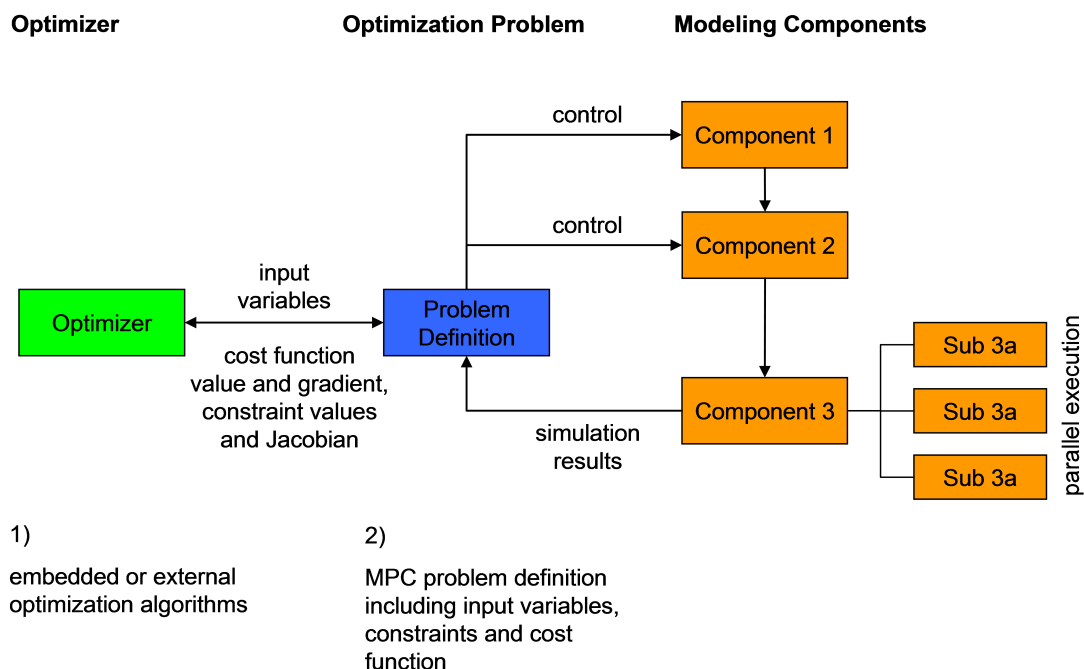 Optimizer
Optimization Problem
Modeling Components
control
Component 1
control
Component 2
input
variables
Optimizer
Problem
Definition
cost function
value and gradient,
constraint values
and Jacobian
Component 3
simulation
results
Sub 3a
Sub 3a
Sub 3a
parallel execution
1)
embedded or external
optimization algorithms
2)
MPC problem definition
including input variables,
constraints and cost
function